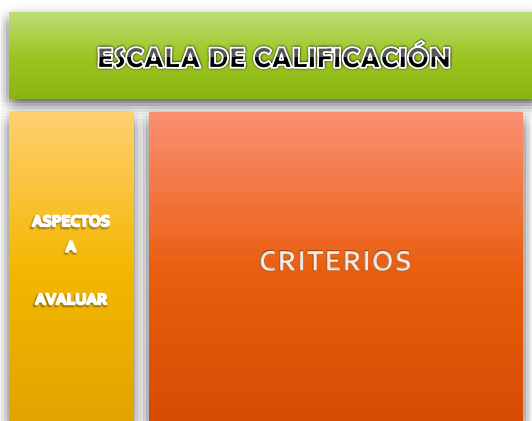 ESCALA DE CALIFICACIÓN
ASPECTOS
A
AVALUAR
CRITERIOS